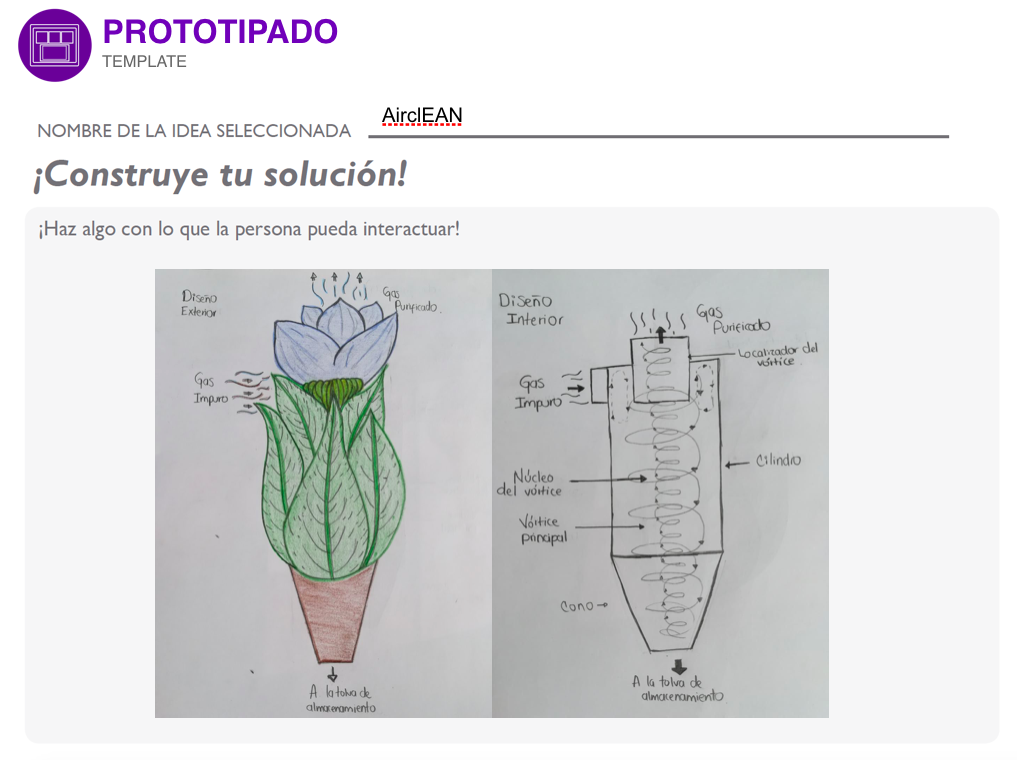 PROTOTIPADO
TEMPLATE
NOMBRE DE LA IDEA SELECCIONADA AirclEAN
¡Construye tu solución!
¡Haz algo con lo que la persona pueda interactuar!
Diseño
Exterior
Gas
Purificado.
Gas
Impuro
A la tolva de
almacenamiento
Diseño
Interior
Gas
Purificado
Localizador del
vórtice.
Gas
Impuro
Cilindro
Núcleo
del vórtice
Vórtice
principal
Cono
A la tolva de
almacenamiento